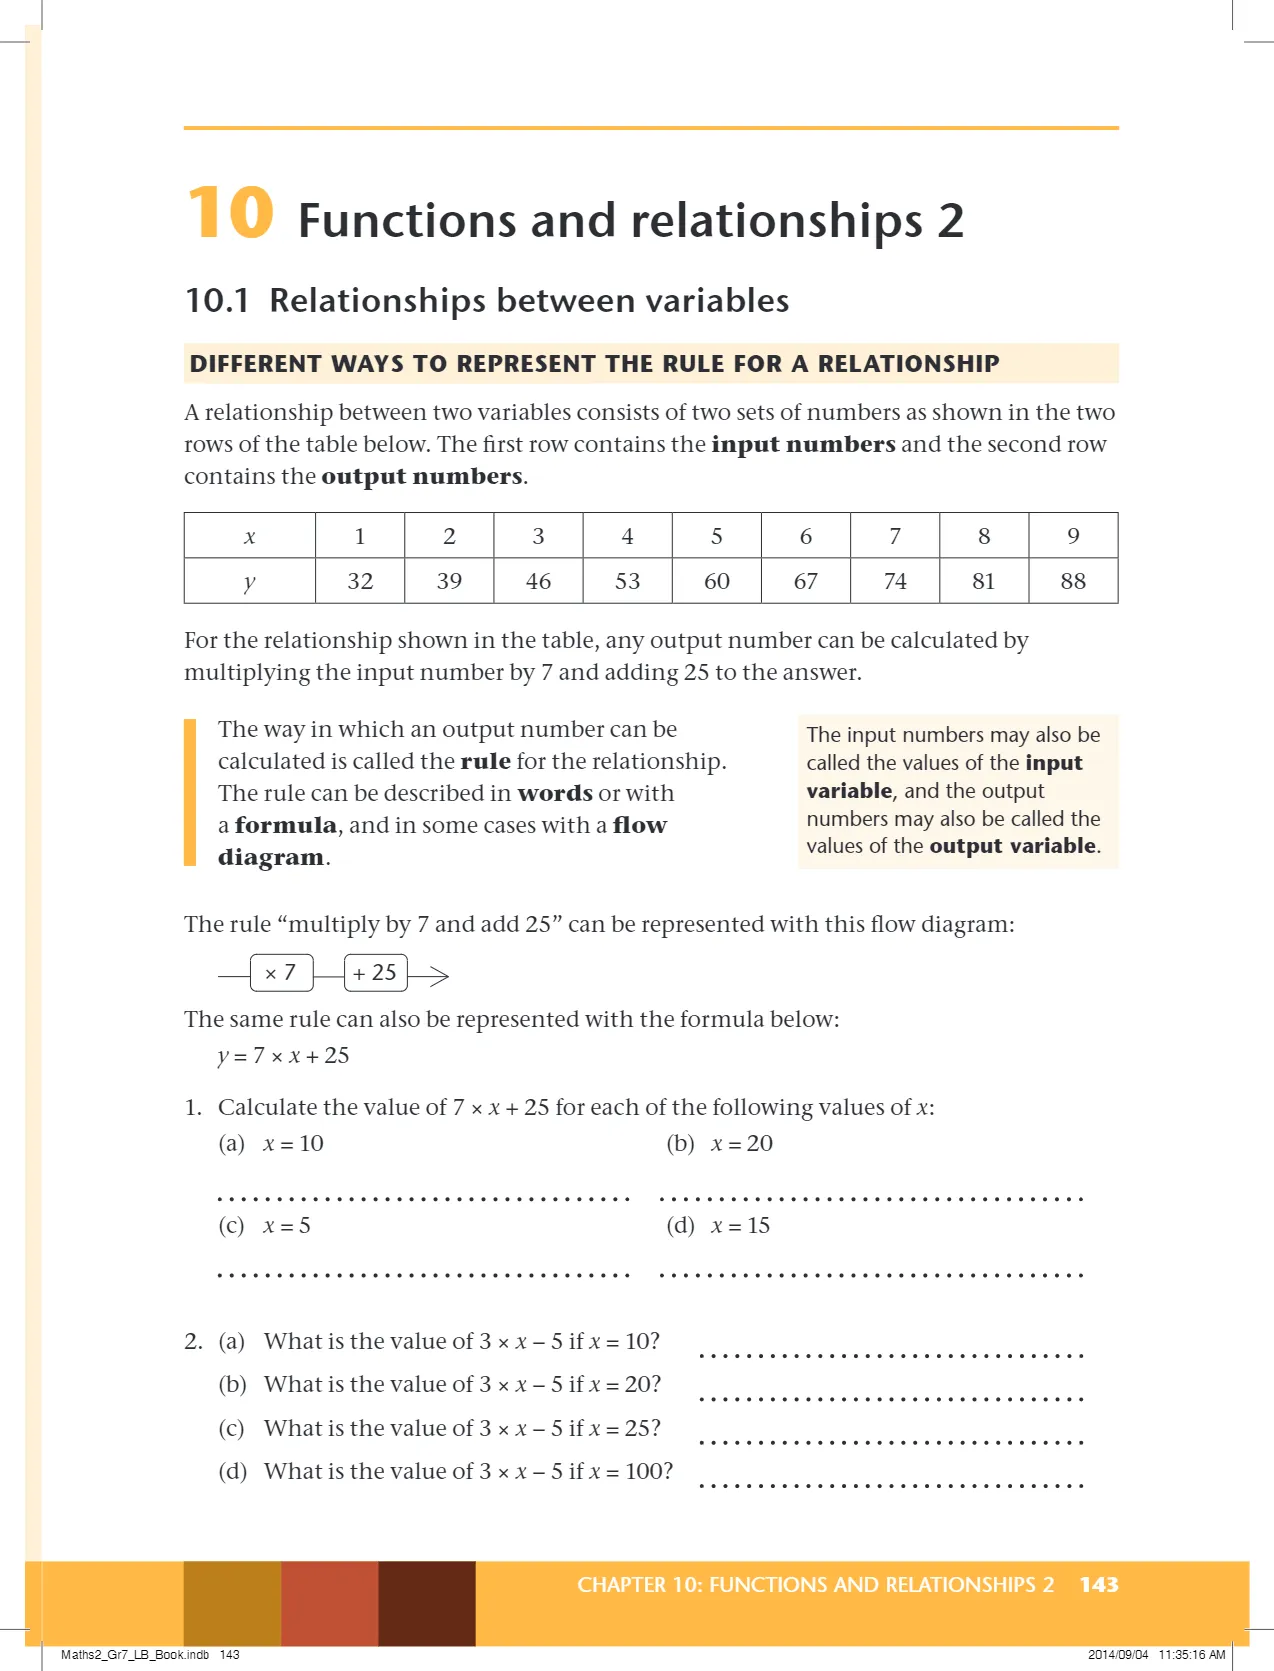 10 Functions and relationships 2
10.1 Relationships between variables
DIFFERENT WAYS TO REPRESENT THE RULE FOR A RELATIONSHIP
A relationship between two variables consists of two sets of numbers as shown in the two
rows of the table below. The first row contains the input numbers and the second row
contains the output numbers.
x 1 2 3 4 5 6 7 8 9
y 32 39 46 53 60 67 74 81 88
For the relationship shown in the table, any output number can be calculated by
multiplying the input number by 7 and adding 25 to the answer.
The way in which an output number can be
calculated is called the rule for the relationship.
The rule can be described in words or with
a formula, and in some cases with a flow
diagram.
The input numbers may also be
called the values of the input
variable, and the output
numbers may also be called the
values of the output variable.
The rule “multiply by 7 and add 25” can be represented with this flow diagram:
× 7 + 25
The same rule can also be represented with the formula below:
y = 7 × x + 25
1. Calculate the value of 7 × x + 25 for each of the following values of x:
(a) x = 10 (b) x = 20
(c) x = 5 (d) x = 15
2. (a) What is the value of 3 × x – 5 if x = 10?
(b) What is the value of 3 × x – 5 if x = 20?
(c) What is the value of 3 × x – 5 if x = 25?
(d) What is the value of 3 × x – 5 if x = 100?
CHAPTER 10: FUNCTIONS AND RELATIONSHIPS 2 143
Maths2_Gr7_LB_Book.indb 143 2014/09/04 11:35:16 AM